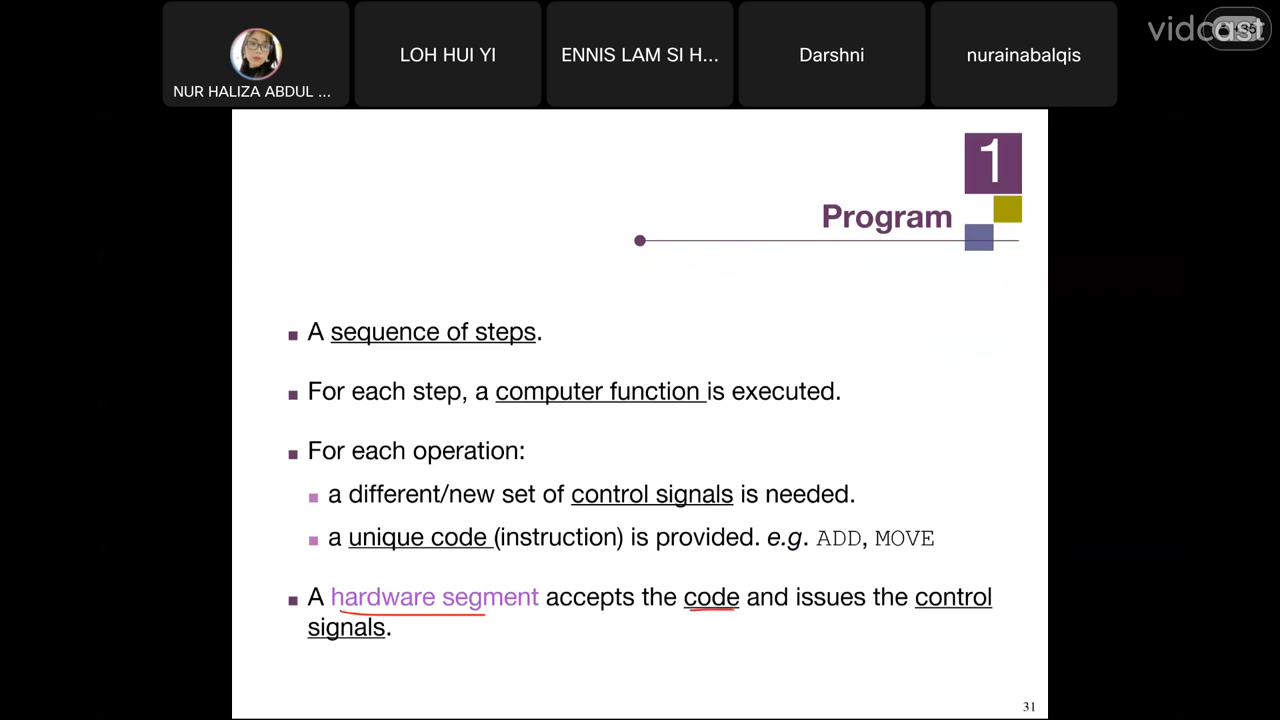 vidcast
LOH HUI YI
ENNIS LAM SI H...
Darshni
nurainabalqis
NUR HALIZA ABDUL ...
1
Program
A sequence of steps.
For each step, a computer function is executed.
For each operation:
a different/new set of control signals is needed.
a unique code (instruction) is provided. e.g. ADD, MOVE
A hardware segment accepts the code and issues the control
signals.
31